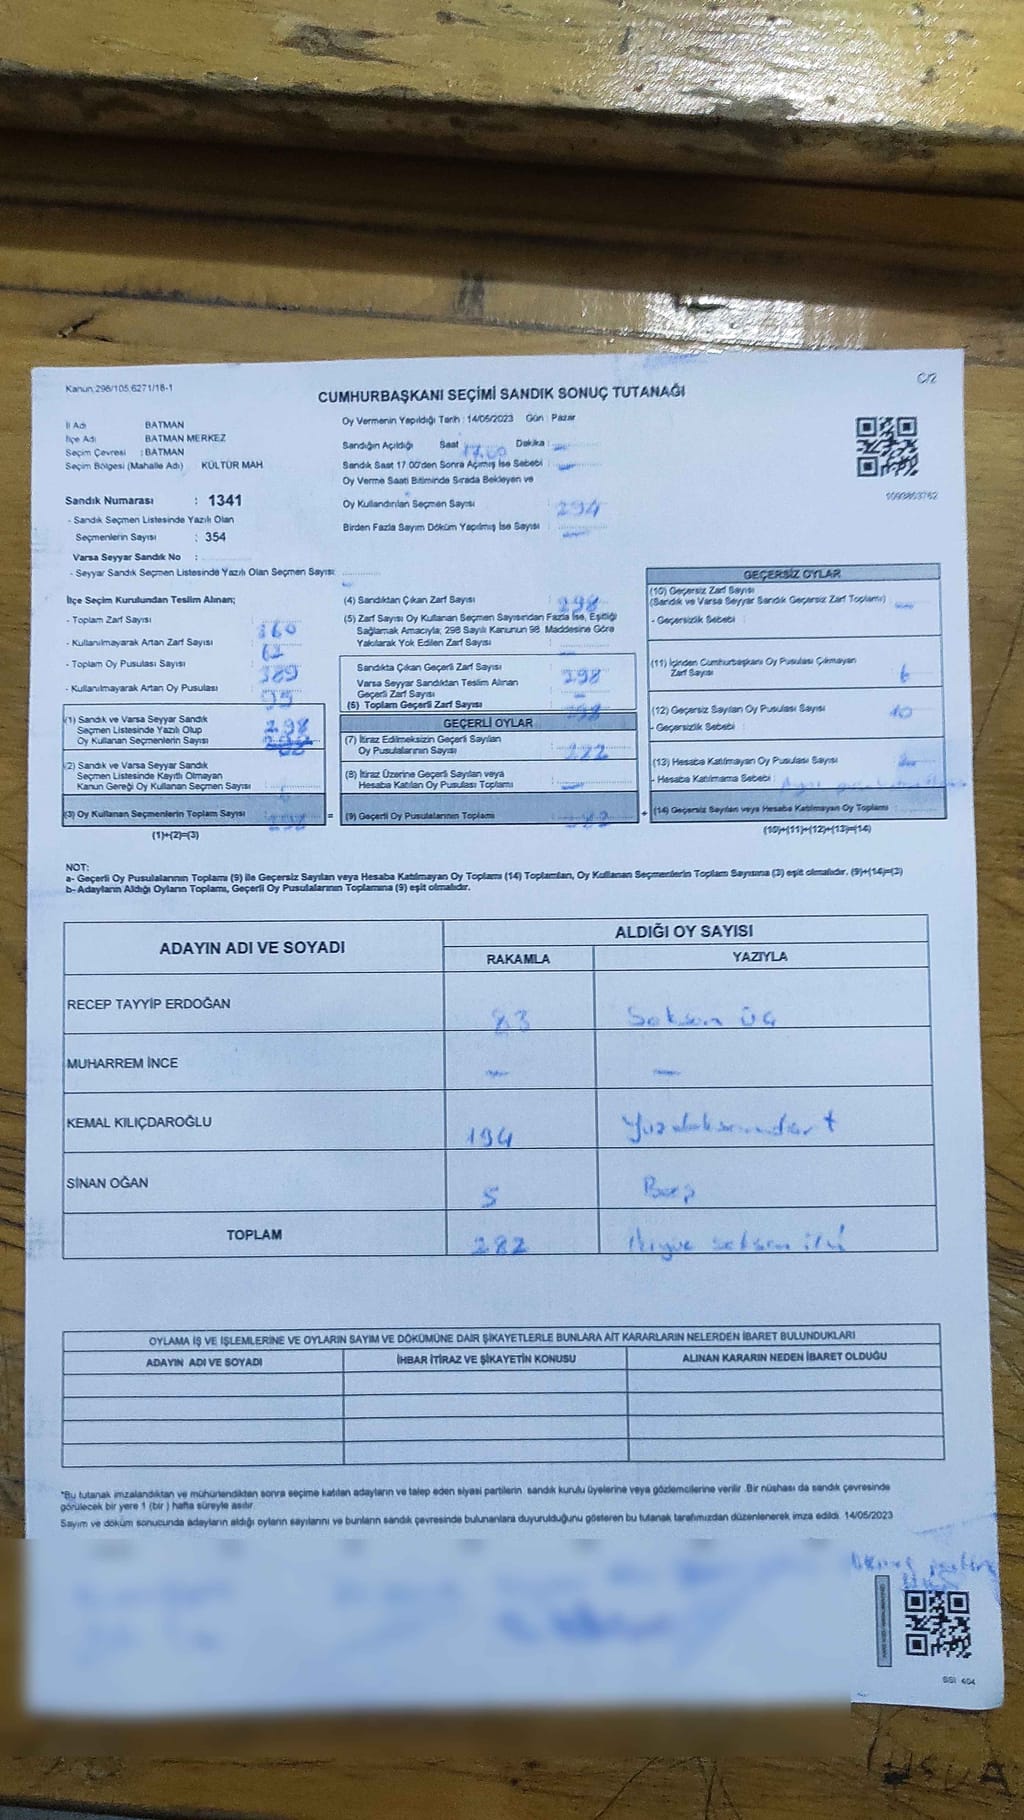 Kanun;298/105,6271/18-1
C/2
CUMHURBAŞKANI SEÇİMİ SANDIK SONUÇ TUTANAĞI
İl Adı BATMAN
İlçe Adı BATMAN MERKEZ
Seçim Çevresi : BATMAN
Seçim Bölgesi (Mahalle Adı) KÜLTÜR MAH.
Oy Vermenin Yapıldığı Tarih : 14/05/2023 Gün : Pazar
Sandığın Açıldığı Saat 17.00 Dakika :
Sandık Saat 17.00'den Sonra Açılmış İse Sebebi
Oy Verme Saati Bitiminde Sırada Bekleyen ve
Oy Kullandırılan Seçmen Sayısı : 294
Birden Fazla Sayım Döküm Yapılmış İse Sayısı
1093863762
Sandık Numarası : 1341
- Sandık Seçmen Listesinde Yazılı Olan
Seçmenlerin Sayısı : 354
Varsa Seyyar Sandık No :
- Seyyar Sandık Seçmen Listesinde Yazılı Olan Seçmen Sayısı:
İlçe Seçim Kurulundan Teslim Alınan;
- Toplam Zarf Sayısı : 360
- Kullanılmayarak Artan Zarf Sayısı : 62
- Toplam Oy Pusulası Sayısı : 389
- Kullanılmayarak Artan Oy Pusulası
(1) Sandık ve Varsa Seyyar Sandık
Seçmen Listesinde Yazılı Olup
Oy Kullanan Seçmenlerin Sayısı 298
(2) Sandık ve Varsa Seyyar Sandık
Seçmen Listesinde Kayıtlı Olmayan
Kanun Gereği Oy Kullanan Seçmen Sayısı
(3) Oy Kullanan Seçmenlerin Toplam Sayısı 298
(1)+(2)=(3)
(4) Sandıktan Çıkan Zarf Sayısı : 298
(5) Zarf Sayısı Oy Kullanan Seçmen Sayısından Fazla İse, Eşitliği
Sağlamak Amacıyla; 298 Sayılı Kanunun 98. Maddesine Göre
Yakılarak Yok Edilen Zarf Sayısı
Sandıkta Çıkan Geçerli Zarf Sayısı : 298
Varsa Seyyar Sandıktan Teslim Alınan
Geçerli Zarf Sayısı : -
(6) Toplam Geçerli Zarf Sayısı : 298
GEÇERLİ OYLAR
(7) İtiraz Edilmeksizin Geçerli Sayılan
Oy Pusulalarının Sayısı : 282
(8) İtiraz Üzerine Geçerli Sayılan veya
Hesaba Katılan Oy Pusulası Toplamı : -
(9) Geçerli Oy Pusulalarının Toplamı : 282
GEÇERSİZ OYLAR
(10) Geçersiz Zarf Sayısı
(Sandık ve Varsa Seyyar Sandık Geçersiz Zarf Toplamı)
- Geçersizlik Sebebi :
(11) İçinden Cumhurbaşkanı Oy Pusulası Çıkmayan
Zarf Sayısı : 6
(12) Geçersiz Sayılan Oy Pusulası Sayısı : 10
- Geçersizlik Sebebi :
(13) Hesaba Katılmayan Oy Pusulası Sayısı
- Hesaba Katılmama Sebebi :
(14) Geçersiz Sayılan veya Hesaba Katılmayan Oy Toplamı
(10)+(11)+(12)+(13)=(14)
NOT:
a- Geçerli Oy Pusulalarının Toplamı (9) ile Geçersiz Sayılan veya Hesaba Katılmayan Oy Toplamı (14) Toplamları, Oy Kullanan Seçmenlerin Toplam Sayısına (3) eşit olmalıdır. (9)+(14)=(3)
b- Adayların Aldığı Oyların Toplamı, Geçerli Oy Pusulalarının Toplamına (9) eşit olmalıdır.
ADAYIN ADI VE SOYADI
ALDIĞI OY SAYISI
RAKAMLA YAZIYLA
RECEP TAYYİP ERDOĞAN 83 Seksen üç
MUHARREM İNCE - -
KEMAL KILIÇDAROĞLU 194
SİNAN OĞAN 5 Beş
TOPLAM 282 ikiyüz seksen iki
OYLAMA İŞ VE İŞLEMLERİNE VE OYLARIN SAYIM VE DÖKÜMÜNE DAİR ŞİKAYETLERLE BUNLARA AİT KARARLARIN NELERDEN İBARET BULUNDUKLARI
ADAYIN ADI VE SOYADI İHBAR İTİRAZ VE ŞİKAYETİN KONUSU ALINAN KARARIN NEDEN İBARET OLDUĞU
*Bu tutanak imzalandıktan ve mühürlendikten sonra seçime katılan adayların ve talep eden siyasi partilerin sandık kurulu üyelerine veya gözlemcilerine verilir. Bir nüshası da sandık çevresinde
görülecek bir yere 1 (bir ) hafta süreyle asılır.
Sayım ve döküm sonucunda adayların aldığı oyların sayılarını ve bunların sandık çevresinde bulunanlara duyurulduğunu gösteren bu tutanak tarafımızdan düzenlenerek imza edildi. 14/05/2023